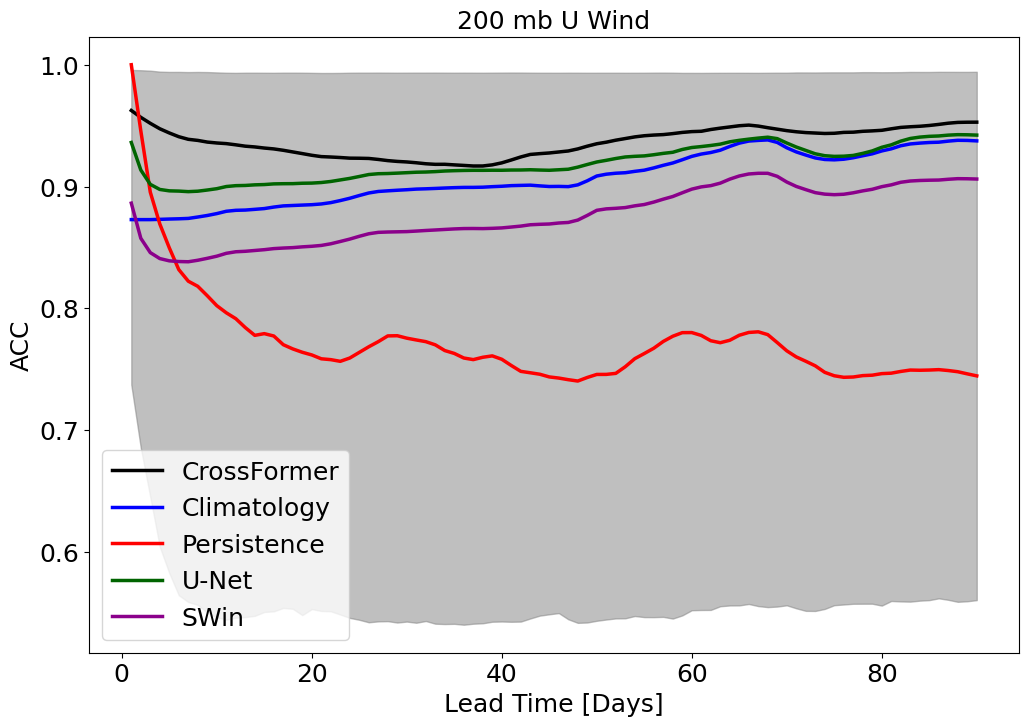 200 mb U Wind
ACC
1.0
0.9
0.8
0.7
0.6
CrossFormer
Climatology
Persistence
U-Net
SWin
0 20 40 60 80
Lead Time [Days]